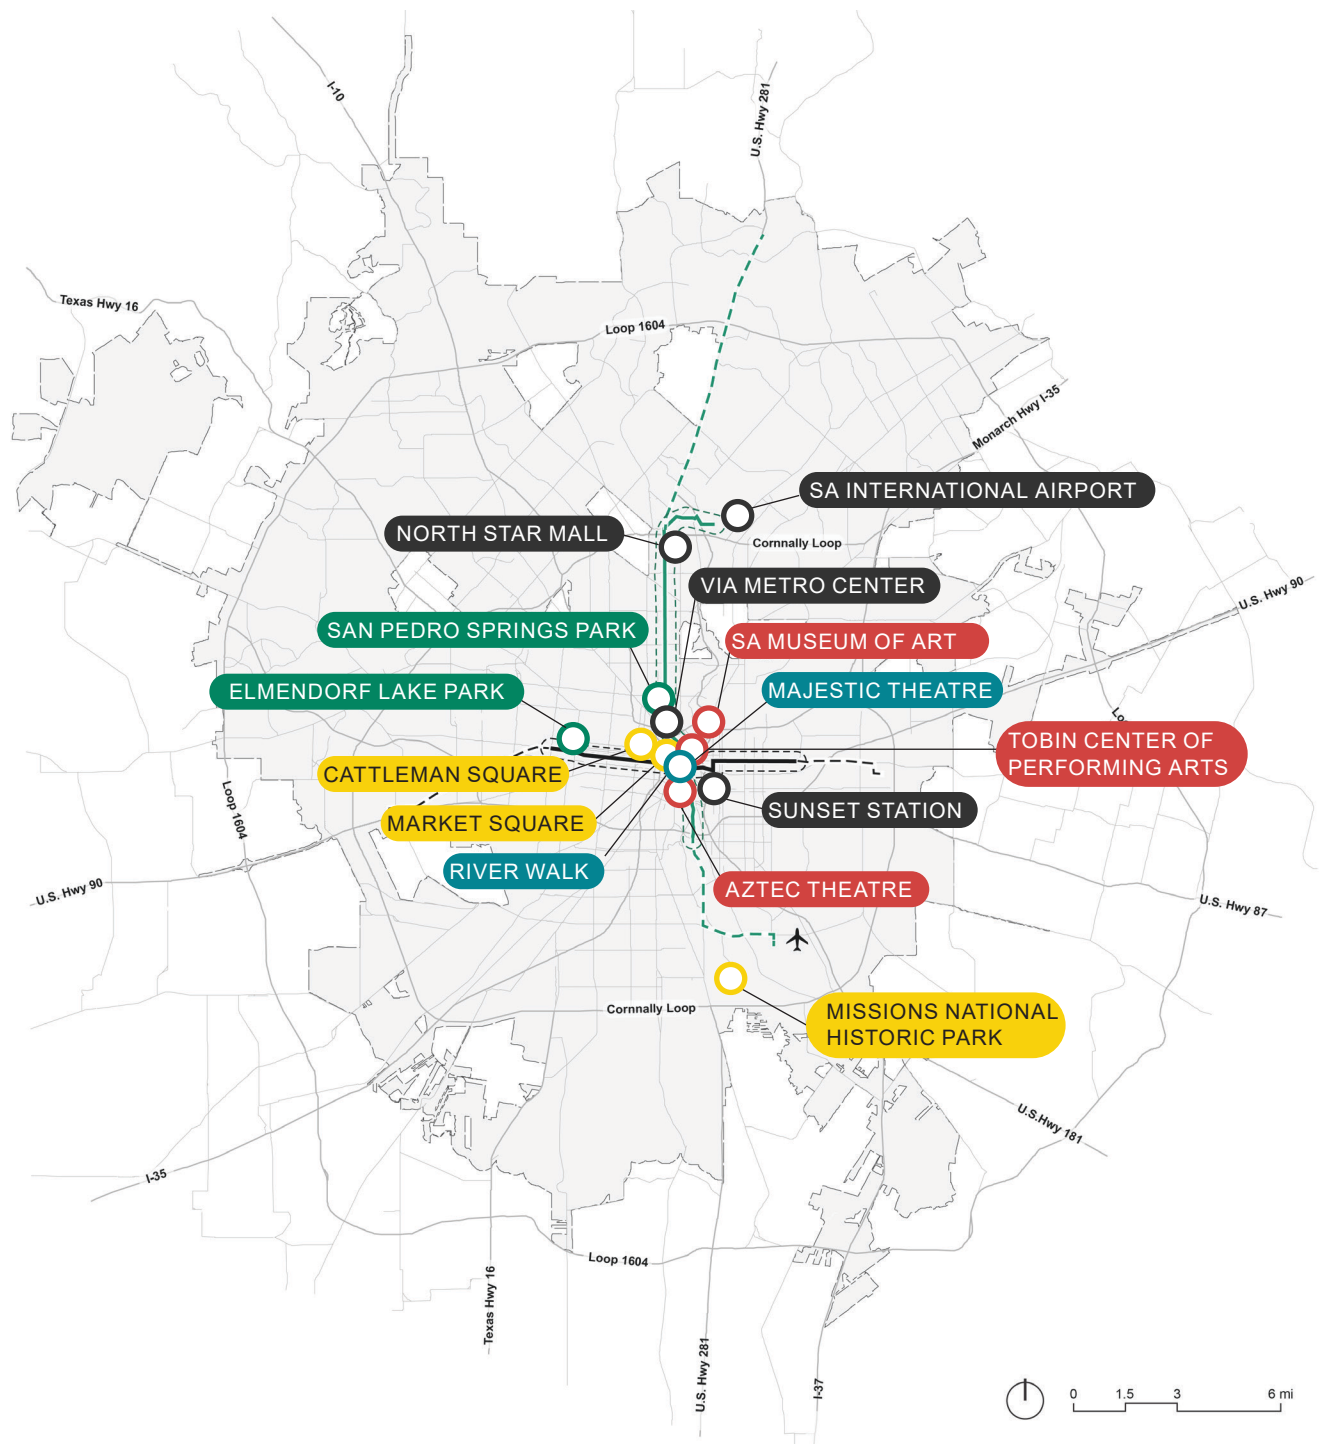 I-10
U.S. Hwy 281
Texas Hwy 16
Loop 1604
Monarch Hwy I-35
SA INTERNATIONAL AIRPORT
NORTH STAR MALL
Cornnally Loop
VIA METRO CENTER
U.S. Hwy 90
SAN PEDRO SPRINGS PARK
SA MUSEUM OF ART
ELMENDORF LAKE PARK
MAJESTIC THEATRE
Lo
TOBIN CENTER OF
PERFORMING ARTS
CATTLEMAN SQUARE
Loop 1604
MARKET SQUARE
SUNSET STATION
RIVER WALK
U.S. Hwy 90
AZTEC THEATRE
U.S. Hwy 87
Cornnally Loop
MISSIONS NATIONAL
HISTORIC PARK
U.S.Hwy 181
I-35
Loop 1604
Texas Hwy 16
U.S. Hwy 281
I-37
0 1.5 3 6 mi